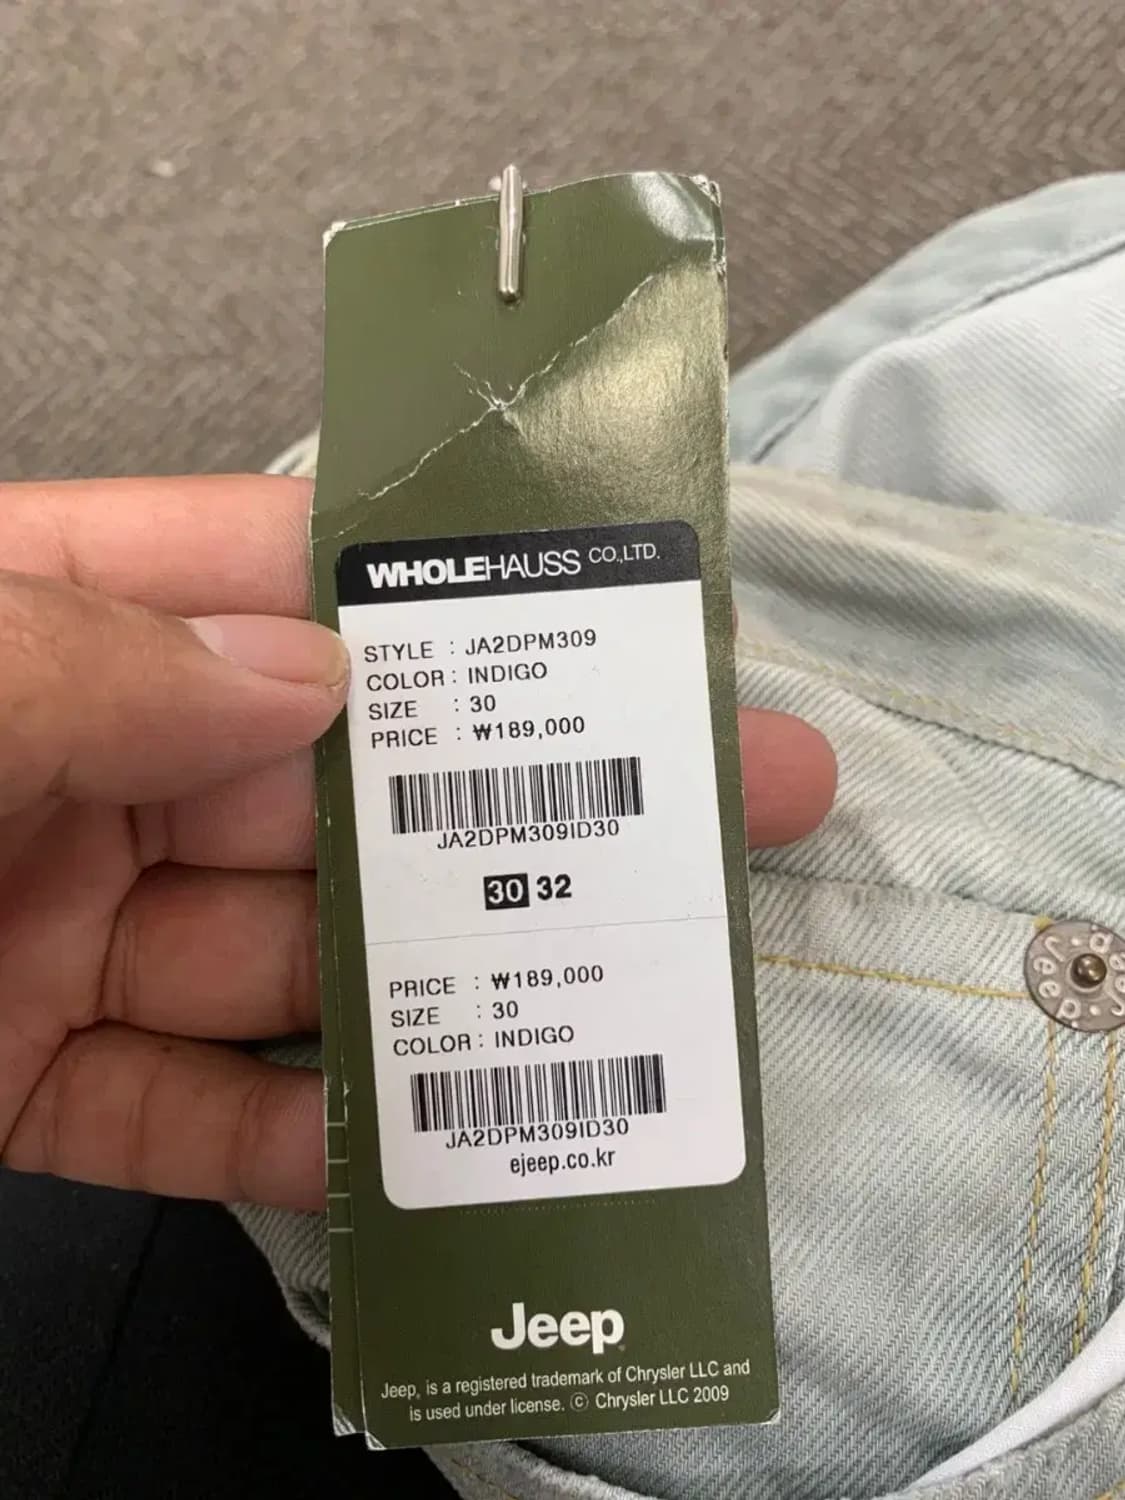 WHOLEHAUSS CO.,LTD.
STYLE : JA2DPM309
COLOR : INDIGO
SIZE : 30
PRICE : ₩189,000
JA2DPM309ID30
30 32
PRICE : ₩189,000
SIZE : 30
COLOR : INDIGO
JA2DPM309ID30
ejeep.co.kr
Jeep
Jeep, is a registered trademark of Chrysler LLC and
is used under license. © Chrysler LLC 2009
Jeep
Jeep